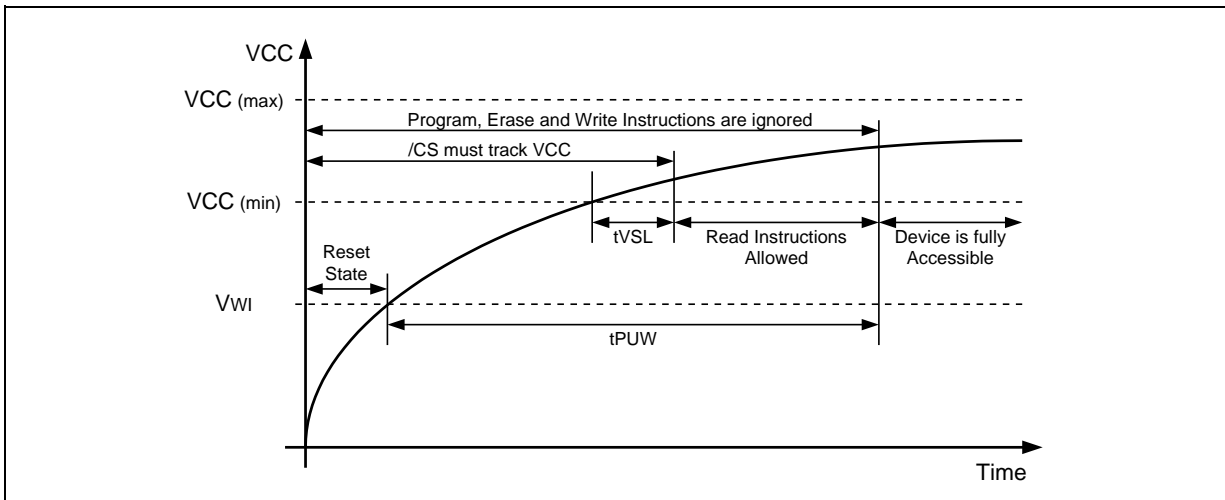 VCC
VCC (max)
Program, Erase and Write Instructions are ignored
/CS must track VCC
VCC (min)
tVSL
Read Instructions
Allowed
Device is fully
Accessible
Reset
State
VWI
tPUW
Time